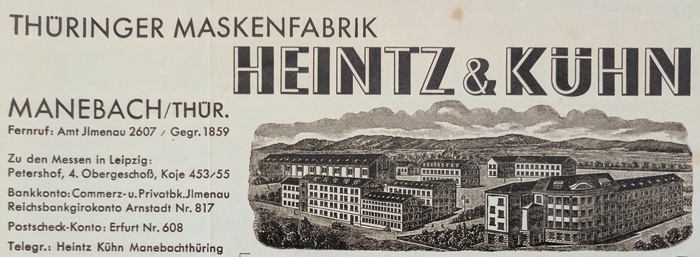 THÜRINGER MASKENFABRIK
HEINTZ & KÜHN
MANEBACH/THÜR.
Fernruf: Amt Jlmenau 2607 / Gegr. 1859
Zu den Messen in Leipzig:
Petershof, 4. Obergeschoß, Koje 453/55
Bankkonto: Commerz- u. Privatbk. Jlmenau
Reichsbankgirokonto Arnstadt Nr. 817
Postscheck-Konto: Erfurt Nr. 608
Telegr.: Heintz Kühn Manebachthüring